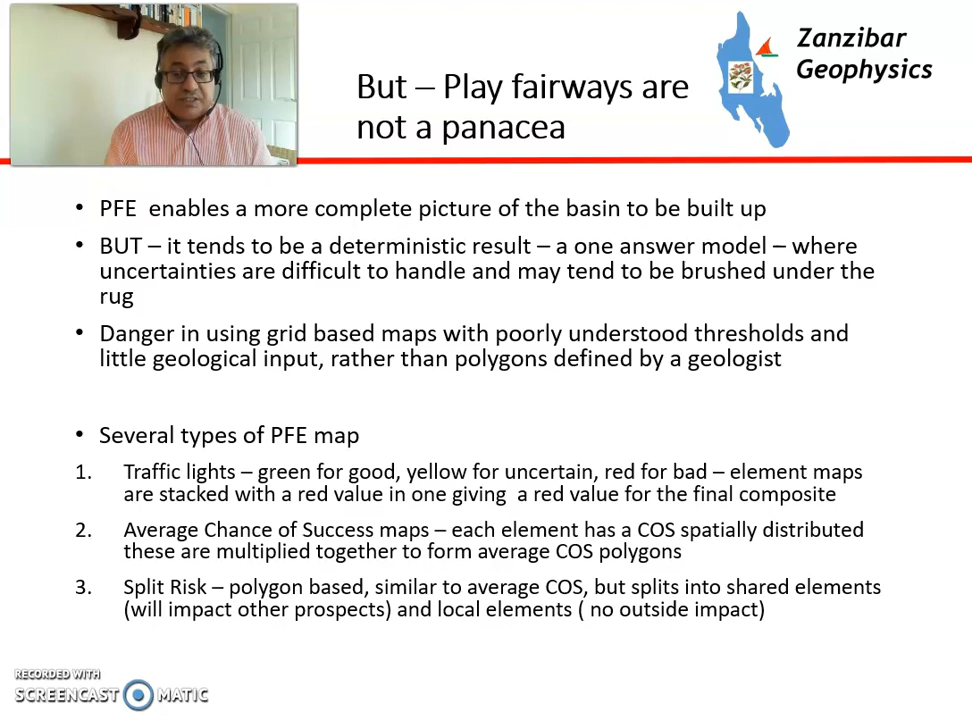 But – Play fairways are
not a panacea
Zanzibar
Geophysics
• PFE enables a more complete picture of the basin to be built up
• BUT – it tends to be a deterministic result – a one answer model – where
uncertainties are difficult to handle and may tend to be brushed under the
rug
• Danger in using grid based maps with poorly understood thresholds and
little geological input, rather than polygons defined by a geologist
• Several types of PFE map
1. Traffic lights – green for good, yellow for uncertain, red for bad – element maps
are stacked with a red value in one giving a red value for the final composite
2. Average Chance of Success maps – each element has a COS spatially distributed
these are multiplied together to form average COS polygons
3. Split Risk – polygon based, similar to average COS, but splits into shared elements
(will impact other prospects) and local elements ( no outside impact)
RECORDED WITH
SCREENCAST MATIC